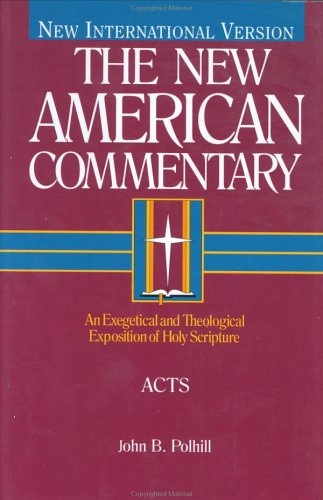 NEW INTERNATIONAL VERSION
THE NEW
AMERICAN
COMMENTARY
An Exegetical and Theological
Exposition of Holy Scripture
ACTS
John B. Polhill